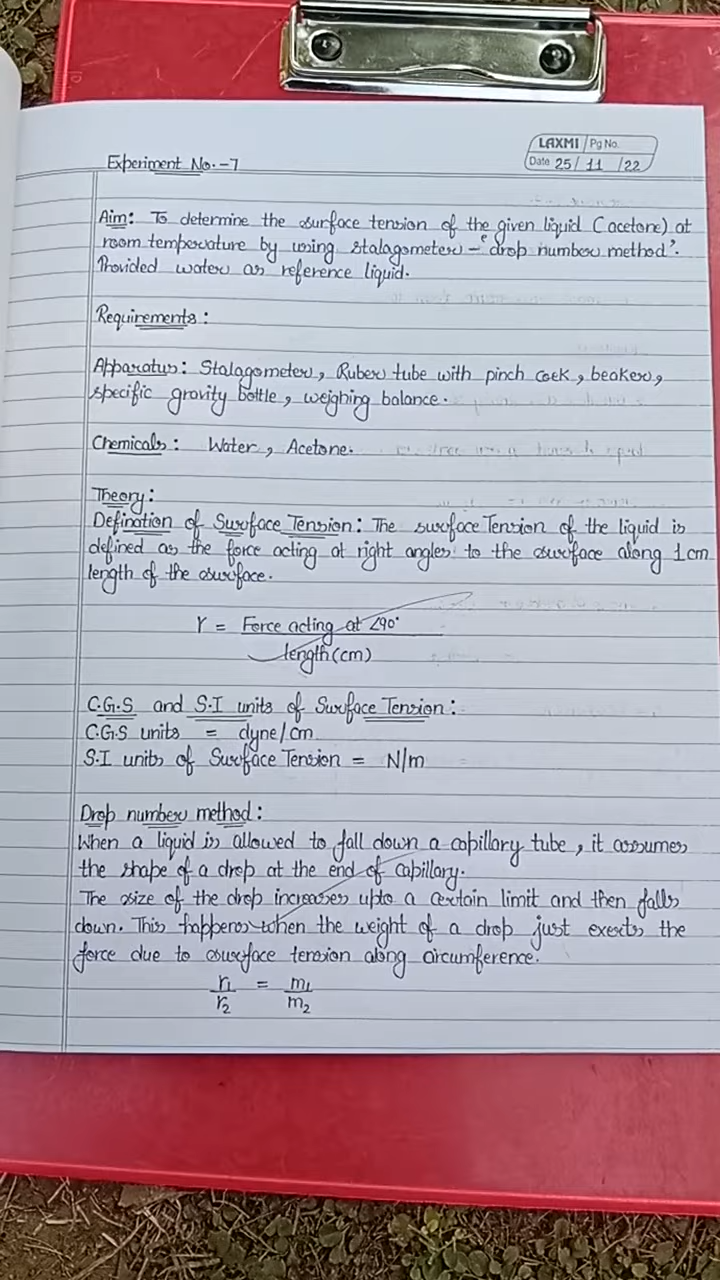 LAXMI Pg No.
Experiment No.-7
Date 25/ 11 /22
Aim: To determine the surface tension of the given liquid (acetone) at
room temperature by using stalagometer - 'drop number method'.
Provided water as reference liquid.
Requirements:
Apparatus: Stalagometer, Ruber tube with pinch cock, beaker,
specific gravity bottle, weighing balance.
Chemicals: Water, Acetone.
Theory:
Defination of Surface Tension: The surface Tension of the liquid is
defined as the force acting at right angles to the surface along 1cm
length of the surface.
γ = Force acting at ∠90°
length (cm)
C.G.S and S.I units of Surface Tension:
C.G.S units = dyne/cm
S.I units of Surface Tension = N/m
Drop number method:
When a liquid is allowed to fall down a capillary tube, it assumes
the shape of a drop at the end of capillary.
The size of the drop increases upto a certain limit and then falls
down. This happens when the weight of a drop just exerts the
force due to surface tension along circumference.
r₁ = m₁
r₂ m₂